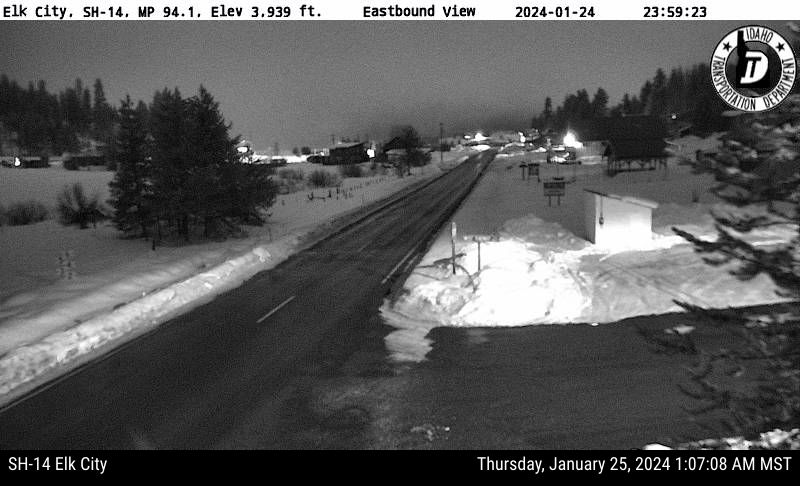 Elk City, SH-14, MP 94.1, Elev 3,939 ft. Eastbound View 2024-01-24 23:59:23
IDAHO
TRANSPORTATION DEPARTMENT
SH-14 Elk City Thursday, January 25, 2024 1:07:08 AM MST